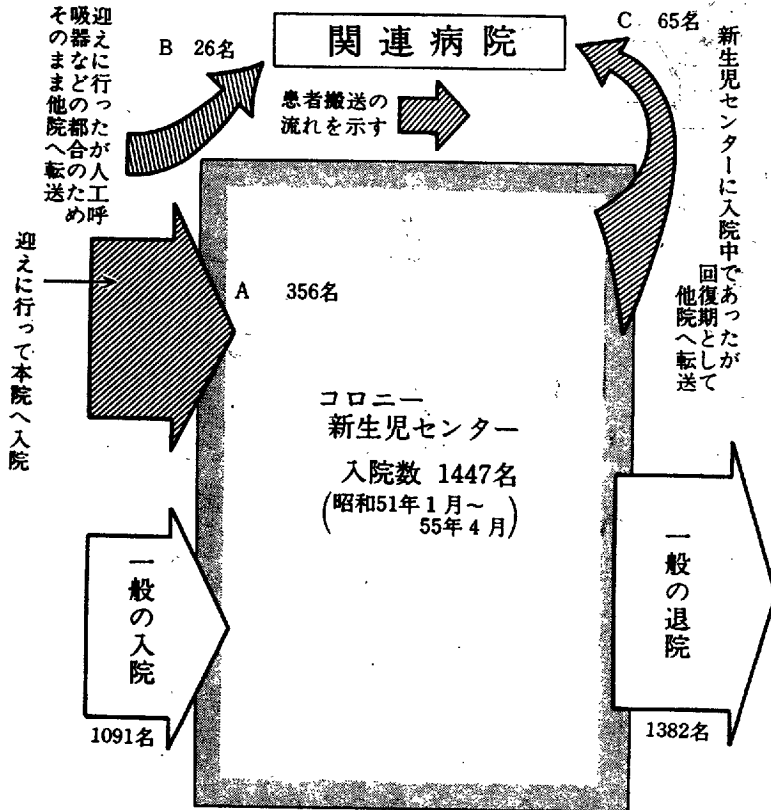 迎えに行ったが人工呼
吸器などの都合のため
そのまま他院へ転送
B 26名
関連病院
C 65名
新生児センターに入院中であったが
回復期として
他院へ転送
患者搬送の
流れを示す
迎えに行って本院へ入院
A 356名
コロニー
新生児センター
入院数 1447名
(昭和51年1月~
55年4月)
一般の入院
1091名
一般の退院
1382名